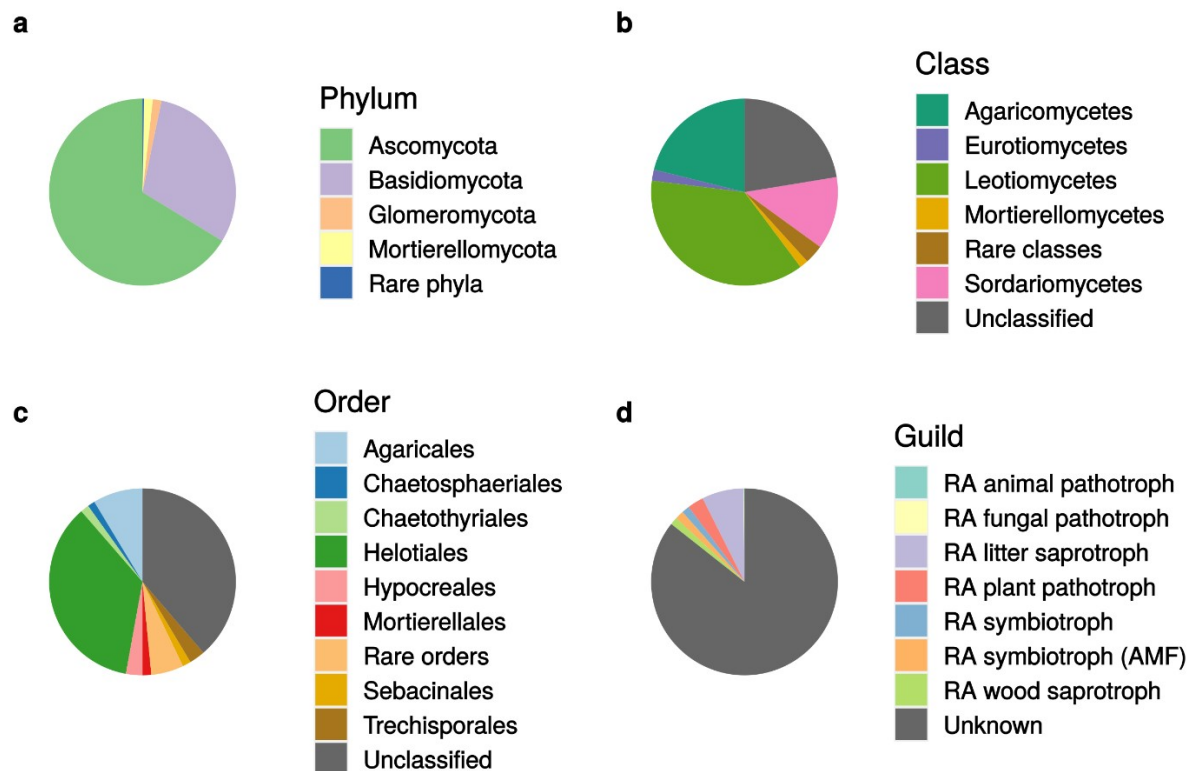 a
Phylum
Ascomycota
Basidiomycota
Glomeromycota
Mortierellomycota
Rare phyla
b
Class
Agaricomycetes
Eurotiomycetes
Leotiomycetes
Mortierellomycetes
Rare classes
Sordariomycetes
Unclassified
c
Order
Agaricales
Chaetosphaeriales
Chaetothyriales
Helotiales
Hypocreales
Mortierellales
Rare orders
Sebacinales
Trechisporales
Unclassified
d
Guild
RA animal pathotroph
RA fungal pathotroph
RA litter saprotroph
RA plant pathotroph
RA symbiotroph
RA symbiotroph (AMF)
RA wood saprotroph
Unknown